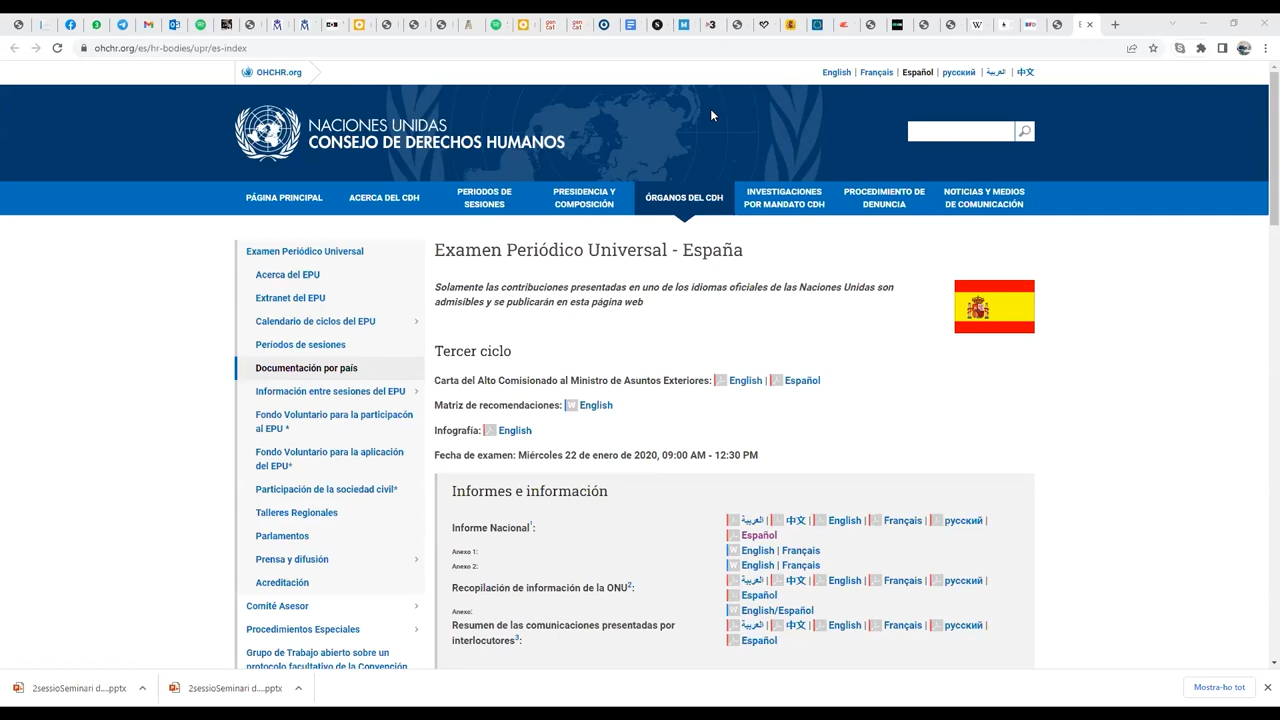 ohchr.org/es/hr-bodies/upr/es-index
OHCHR.org
English | Français | Español | русский | العربية | 中文
NACIONES UNIDAS
CONSEJO DE DERECHOS HUMANOS
PÁGINA PRINCIPAL
ACERCA DEL CDH
PERIODOS DE
SESIONES
PRESIDENCIA Y
COMPOSICIÓN
ÓRGANOS DEL CDH
INVESTIGACIONES
POR MANDATO CDH
PROCEDIMIENTO DE
DENUNCIA
NOTICIAS Y MEDIOS
DE COMUNICACIÓN
Examen Periódico Universal
Acerca del EPU
Extranet del EPU
Calendario de ciclos del EPU
Períodos de sesiones
Documentación por país
Información entre sesiones del EPU
Fondo Voluntario para la participacón
al EPU *
Fondo Voluntario para la aplicación
del EPU*
Participación de la sociedad civil*
Talleres Regionales
Parlamentos
Prensa y difusión
Acreditación
Comité Asesor
Procedimientos Especiales
Grupo de Trabajo abierto sobre un
protocolo facultativo de la Convención
Examen Periódico Universal - España
Solamente las contribuciones presentadas en uno de los idiomas oficiales de las Naciones Unidas son
admisibles y se publicarán en esta página web
Tercer ciclo
Carta del Alto Comisionado al Ministro de Asuntos Exteriores: English | Español
Matriz de recomendaciones: English
Infografía: English
Fecha de examen: Miércoles 22 de enero de 2020, 09:00 AM - 12:30 PM
Informes e información
Informe Nacional1: العربية | 中文 | English | Français | русский |
Español
Anexo 1: English | Français
Anexo 2: English | Français
Recopilación de información de la ONU2: العربية | 中文 | English | Français | русский |
Español
Anexo: English/Español
Resumen de las comunicaciones presentadas por
interlocutores3: العربية | 中文 | English | Français | русский |
Español
2sessioSeminari d....pptx
2sessioSeminari d....pptx
Mostra-ho tot